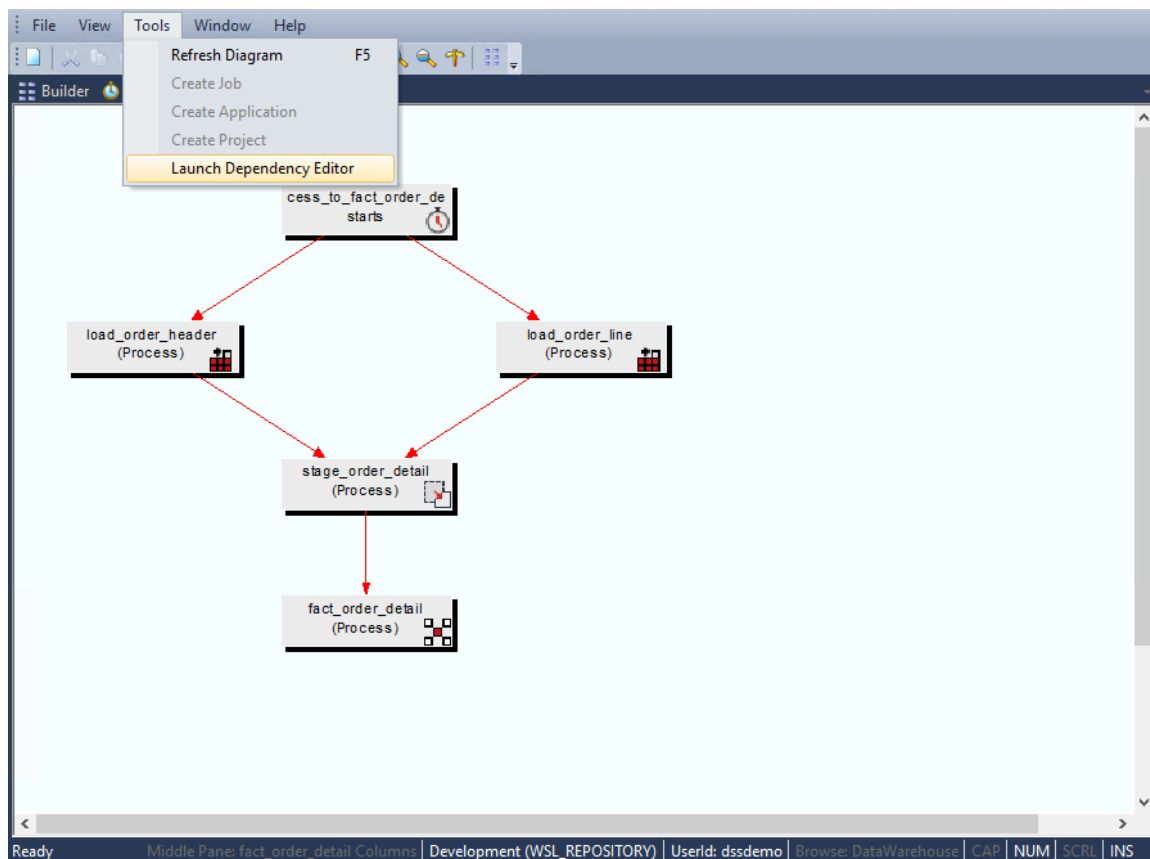 File View Tools Window Help
Refresh Diagram F5
Create Job
Create Application
Create Project
Launch Dependency Editor
Builder
cess_to_fact_order_de
starts
load_order_header
(Process)
load_order_line
(Process)
stage_order_detail
(Process)
fact_order_detail
(Process)
Ready Middle Pane: fact_order_detail Columns Development (WSL_REPOSITORY) UserId: dssdemo Browse: DataWarehouse CAP NUM SCRL INS